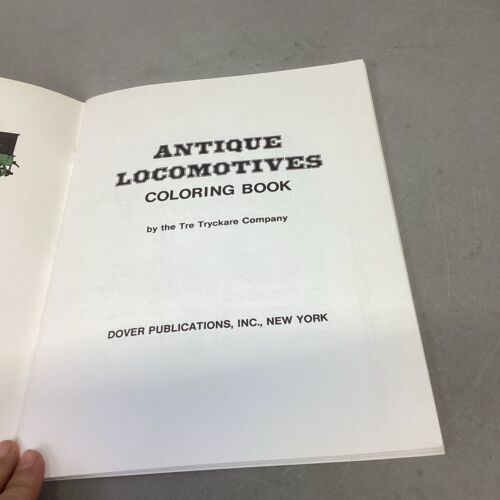 ANTIQUE
LOCOMOTIVES
COLORING BOOK
by the Tre Tryckare Company
DOVER PUBLICATIONS, INC., NEW YORK